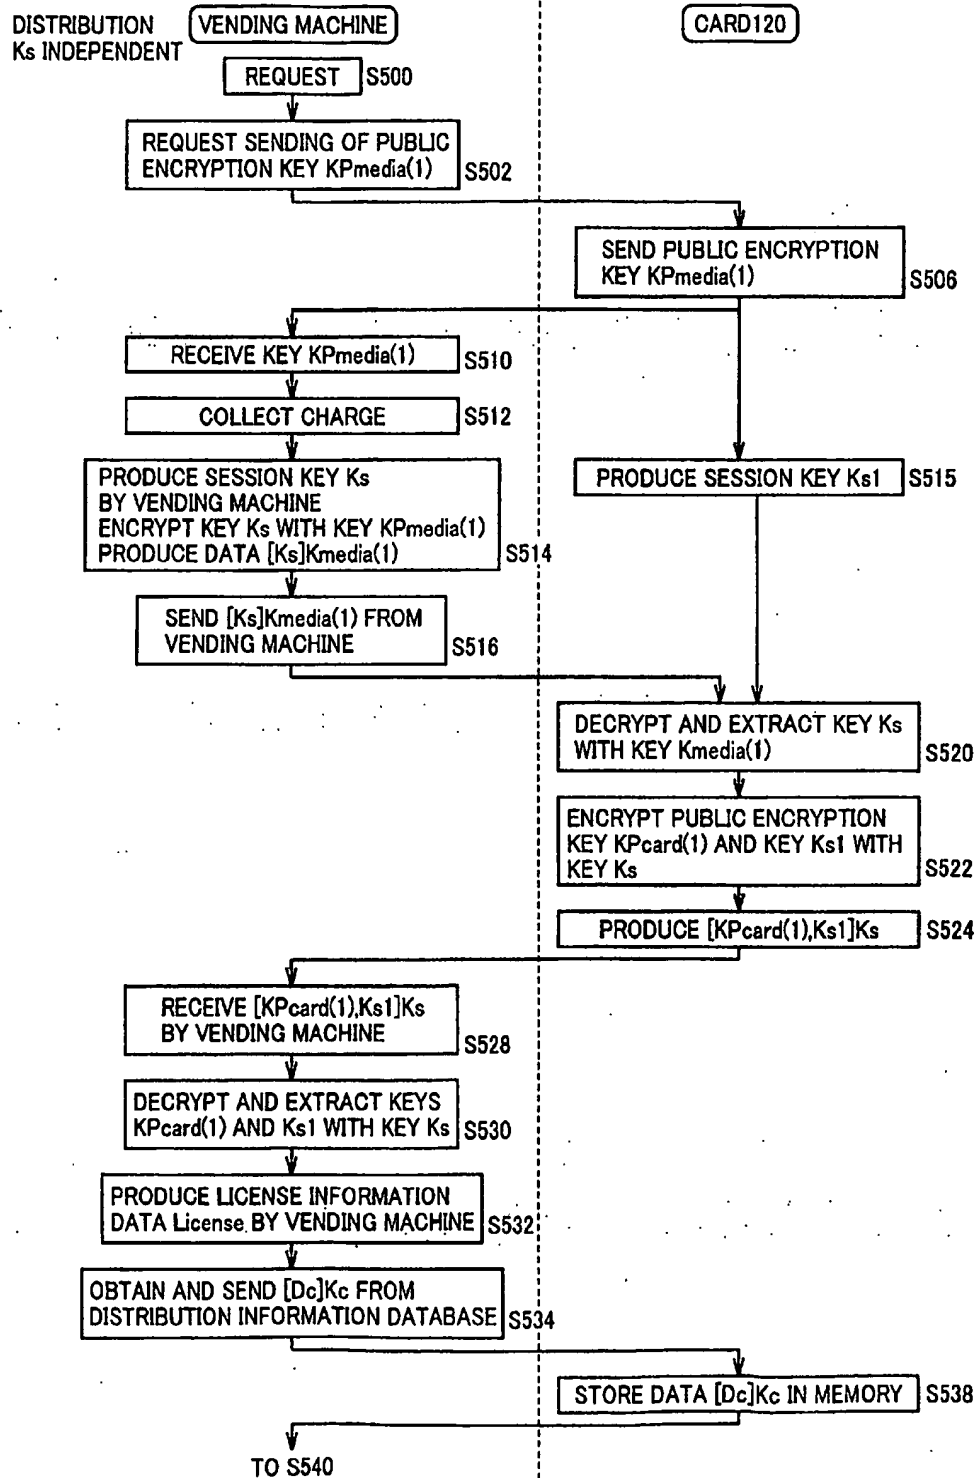 DISTRIBUTION
Ks INDEPENDENT
VENDING MACHINE
CARD120
REQUEST
S500
REQUEST SENDING OF PUBLIC
ENCRYPTION KEY KPmedia(1)
S502
SEND PUBLIC ENCRYPTION
KEY KPmedia(1)
S506
RECEIVE KEY KPmedia(1)
S510
COLLECT CHARGE
S512
PRODUCE SESSION KEY Ks
BY VENDING MACHINE
ENCRYPT KEY Ks WITH KEY KPmedia(1)
PRODUCE DATA [Ks]Kmedia(1)
S514
PRODUCE SESSION KEY Ks1
S515
SEND [Ks]Kmedia(1) FROM
VENDING MACHINE
S516
DECRYPT AND EXTRACT KEY Ks
WITH KEY Kmedia(1)
S520
ENCRYPT PUBLIC ENCRYPTION
KEY KPcard(1) AND KEY Ks1 WITH
KEY Ks
S522
PRODUCE [KPcard(1),Ks1]Ks
S524
RECEIVE [KPcard(1),Ks1]Ks
BY VENDING MACHINE
S528
DECRYPT AND EXTRACT KEYS
KPcard(1) AND Ks1 WITH KEY Ks
S530
PRODUCE LICENSE INFORMATION
DATA License BY VENDING MACHINE
S532
OBTAIN AND SEND [Dc]Kc FROM
DISTRIBUTION INFORMATION DATABASE
S534
STORE DATA [Dc]Kc IN MEMORY
S538
TO S540